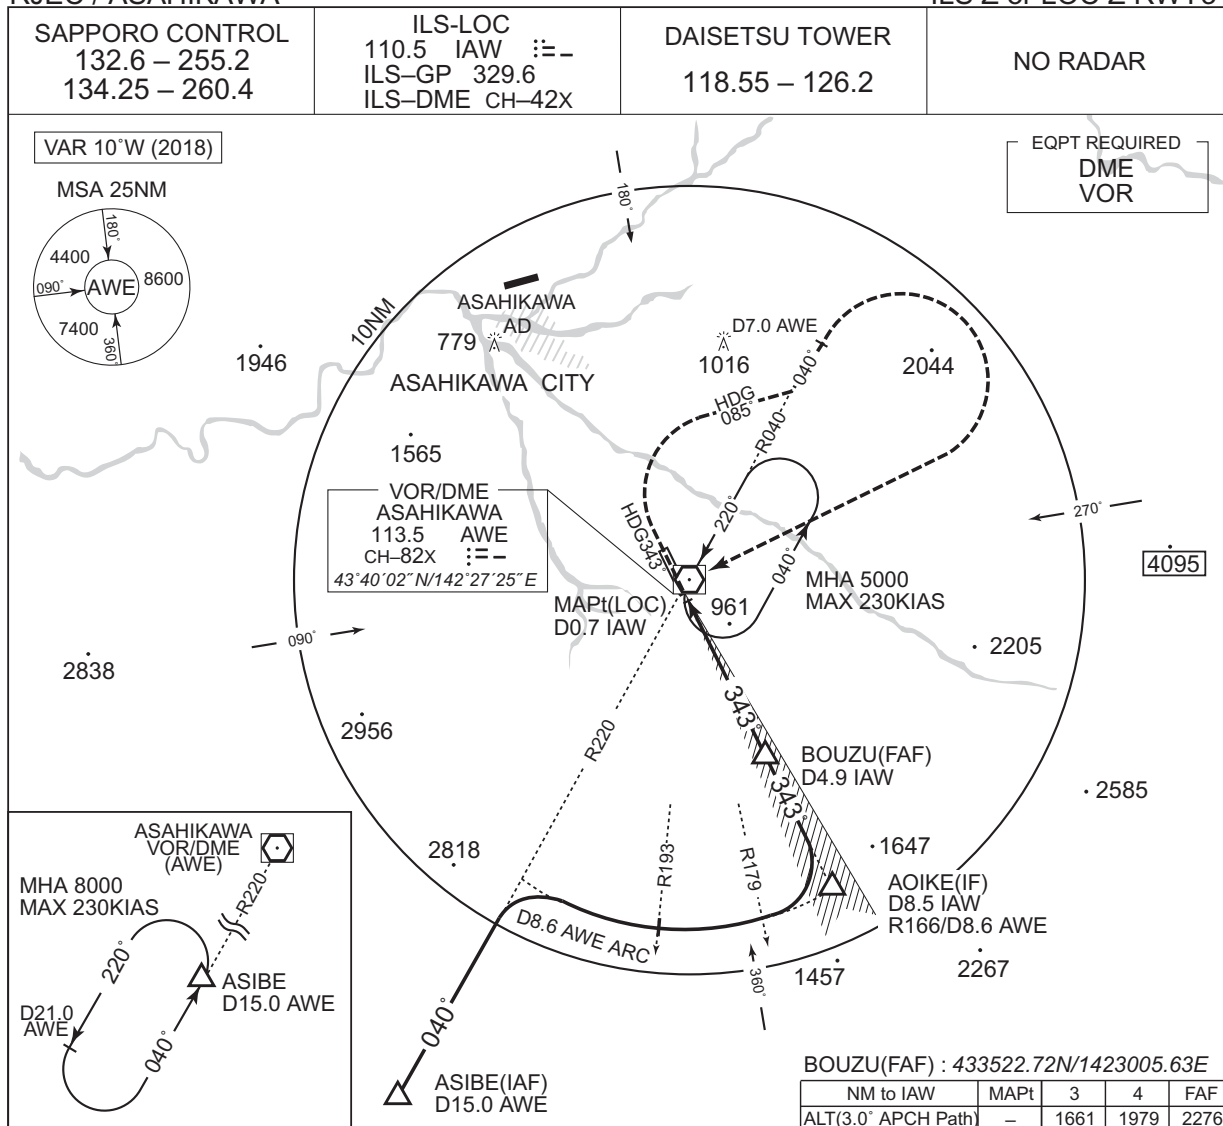 RJEC / ASAHIKAWA
SAPPORO CONTROL
132.6 – 255.2
134.25 – 260.4
ILS-LOC
110.5 IAW
ILS–GP 329.6
ILS–DME CH–42X
DAISETSU TOWER
118.55 – 126.2
NO RADAR
VAR 10˚W (2018)
MSA 25NM
180˚
4400
8600
090˚
AWE
7400
360˚
EQPT REQUIRED
DME
VOR
180˚
10NM
ASAHIKAWA
AD
779
ASAHIKAWA CITY
1946
D7.0 AWE
1016
040˚
2044
HDG
085˚
R040
1565
VOR/DME
ASAHIKAWA
113.5 AWE
CH–82X
43˚40´02˝N/142˚27´25˝E
HDG343˚
220˚
040˚
270˚
4095
MHA 5000
MAX 230KIAS
MAPt(LOC)
D0.7 IAW
961
090˚
2838
2205
2956
R220
343˚
BOUZU(FAF)
D4.9 IAW
343˚
2585
2818
R193
R179
1647
AOIKE(IF)
D8.5 IAW
R166/D8.6 AWE
D8.6 AWE ARC
1457
2267
360˚
040˚
ASIBE(IAF)
D15.0 AWE
ASAHIKAWA
VOR/DME
(AWE)
MHA 8000
MAX 230KIAS
R220
220˚
ASIBE
D15.0 AWE
D21.0
AWE
040˚
BOUZU(FAF) : 433522.72N/1423005.63E
NM to IAW MAPt 3 4 FAF
ALT(3.0˚ APCH Path) – 1661 1979 2276